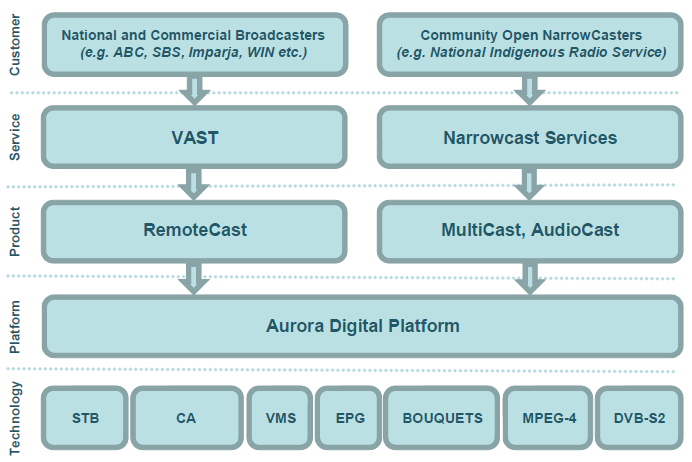 Customer
National and Commercial Broadcasters
(e.g. ABC, SBS, Imparja, WIN etc.)
Community Open NarrowCasters
(e.g. National Indigenous Radio Service)
Service
VAST
Narrowcast Services
Product
RemoteCast
MultiCast, AudioCast
Platform
Aurora Digital Platform
Technology
STB
CA
VMS
EPG
BOUQUETS
MPEG-4
DVB-S2